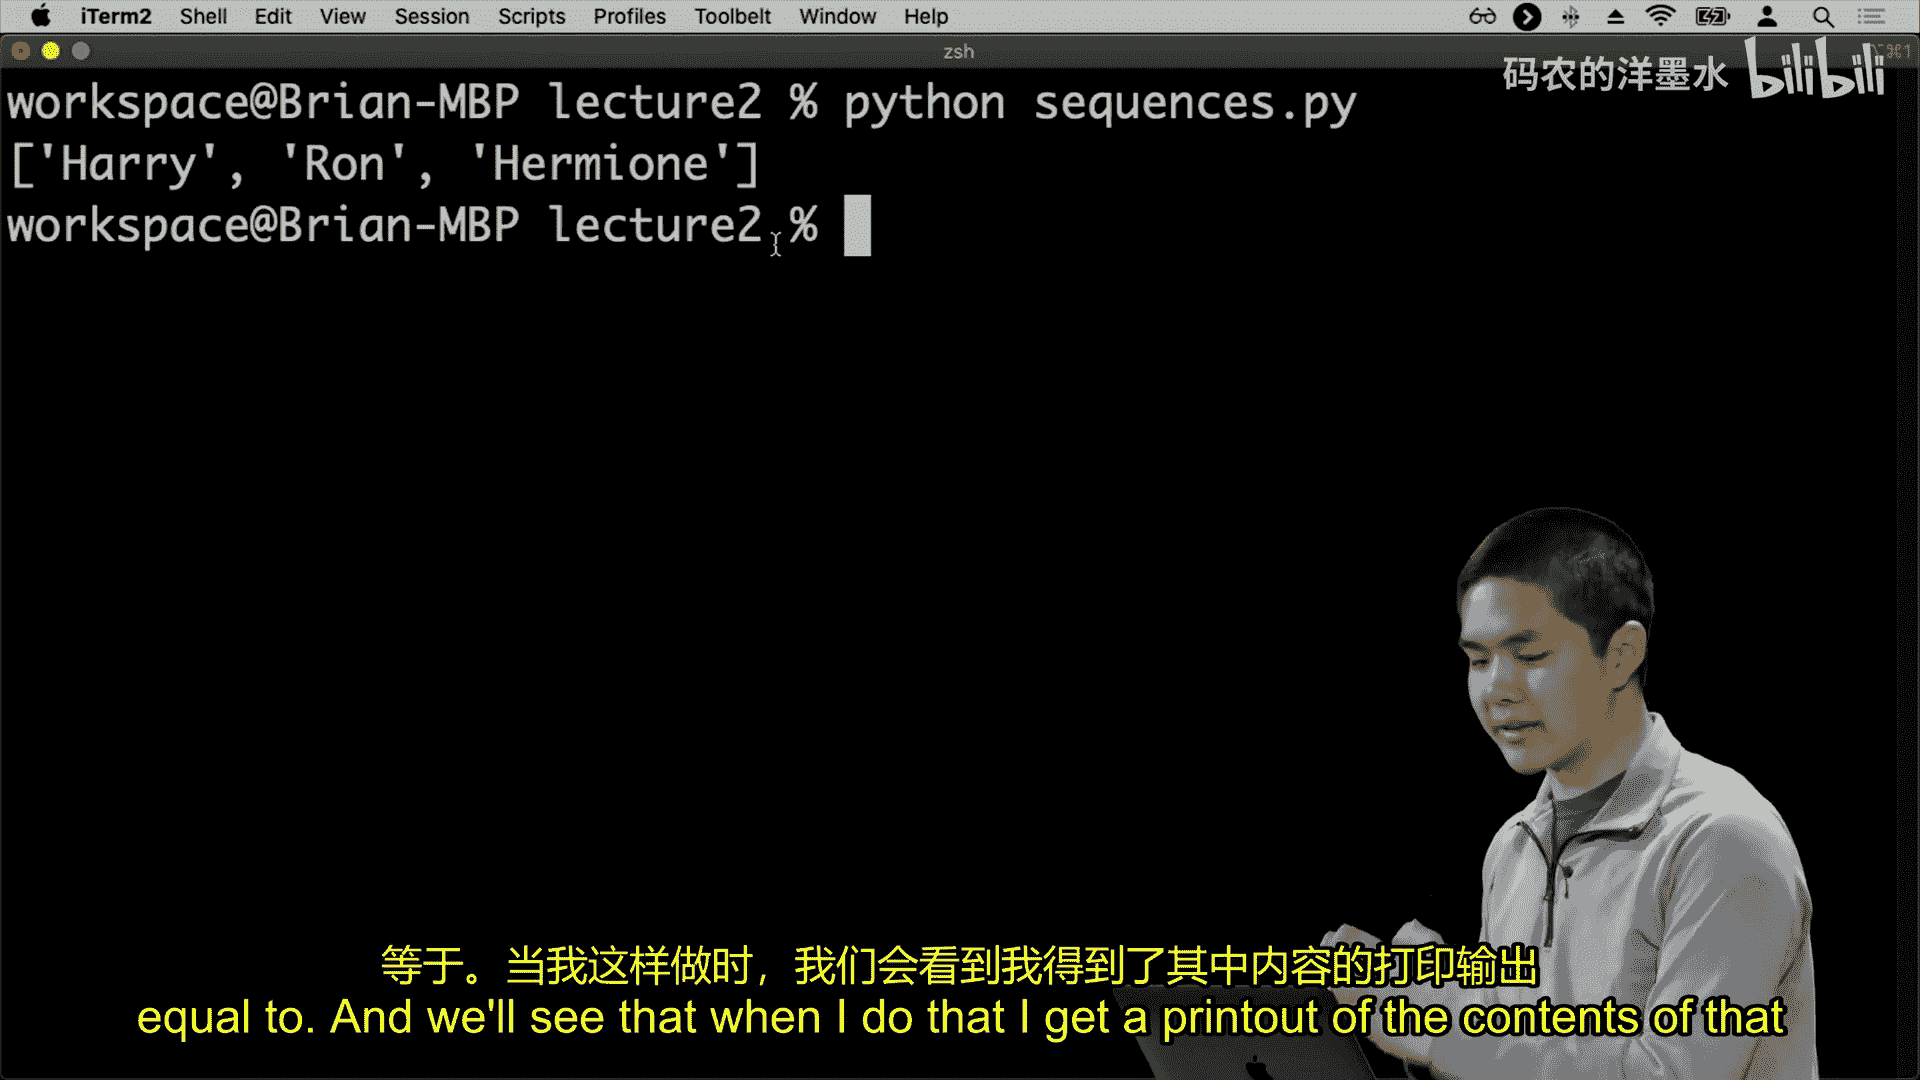 iTerm2 Shell Edit View Session Scripts Profiles Toolbelt Window Help
zsh
⌘1
码农的洋墨水 bilibili
workspace@Brian-MBP lecture2 % python sequences.py
['Harry', 'Ron', 'Hermione']
workspace@Brian-MBP lecture2 %
等于。当我这样做时，我们会看到我得到了其中内容的打印输出
equal to. And we'll see that when I do that I get a printout of the contents of that